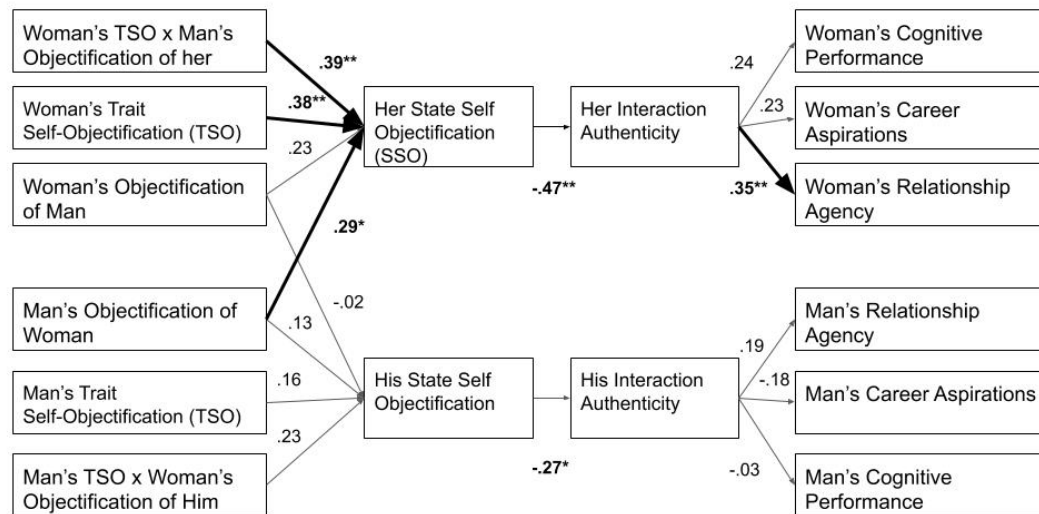 Woman's TSO x Man's
Objectification of her
.39**
Woman's Trait
Self-Objectification (TSO)
.38**
Woman's Objectification
of Man
.23
Her State Self
Objectification
(SSO)
-.47**
Her Interaction
Authenticity
.24
Woman's Cognitive
Performance
.23
Woman's Career
Aspirations
.35**
Woman's Relationship
Agency
.29*
-.02
Man's Objectification of
Woman
.13
Man's Trait
Self-Objectification (TSO)
.16
Man's TSO x Woman's
Objectification of Him
.23
His State Self
Objectification
-.27*
His Interaction
Authenticity
.19
Man's Relationship
Agency
-.18
Man's Career Aspirations
-.03
Man's Cognitive
Performance